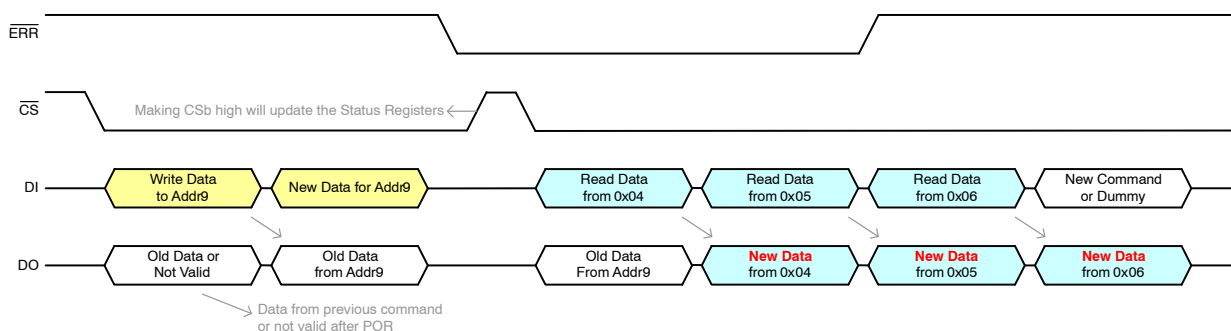 ERR
CS
Making CSb high will update the Status Registers
DI
Write Data
to Addr9
New Data for Addr9
Read Data
from 0x04
Read Data
from 0x05
Read Data
from 0x06
New Command
or Dummy
DO
Old Data or
Not Valid
Old Data
from Addr9
Old Data
From Addr9
New Data
from 0x04
New Data
from 0x05
New Data
from 0x06
Data from previous command
or not valid after POR